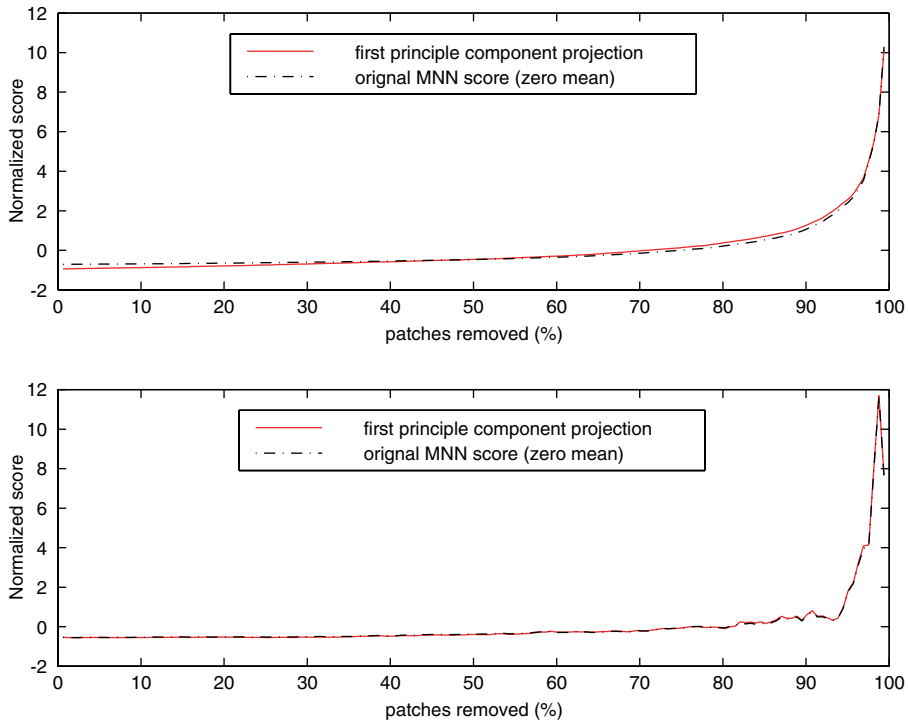 12
10
8
6
4
2
0
-2
Normalized score
first principle component projection
orignal MNN score (zero mean)
0 10 20 30 40 50 60 70 80 90 100
patches removed (%)
12
10
8
6
4
2
0
-2
Normalized score
first principle component projection
orignal MNN score (zero mean)
0 10 20 30 40 50 60 70 80 90 100
patches removed (%)